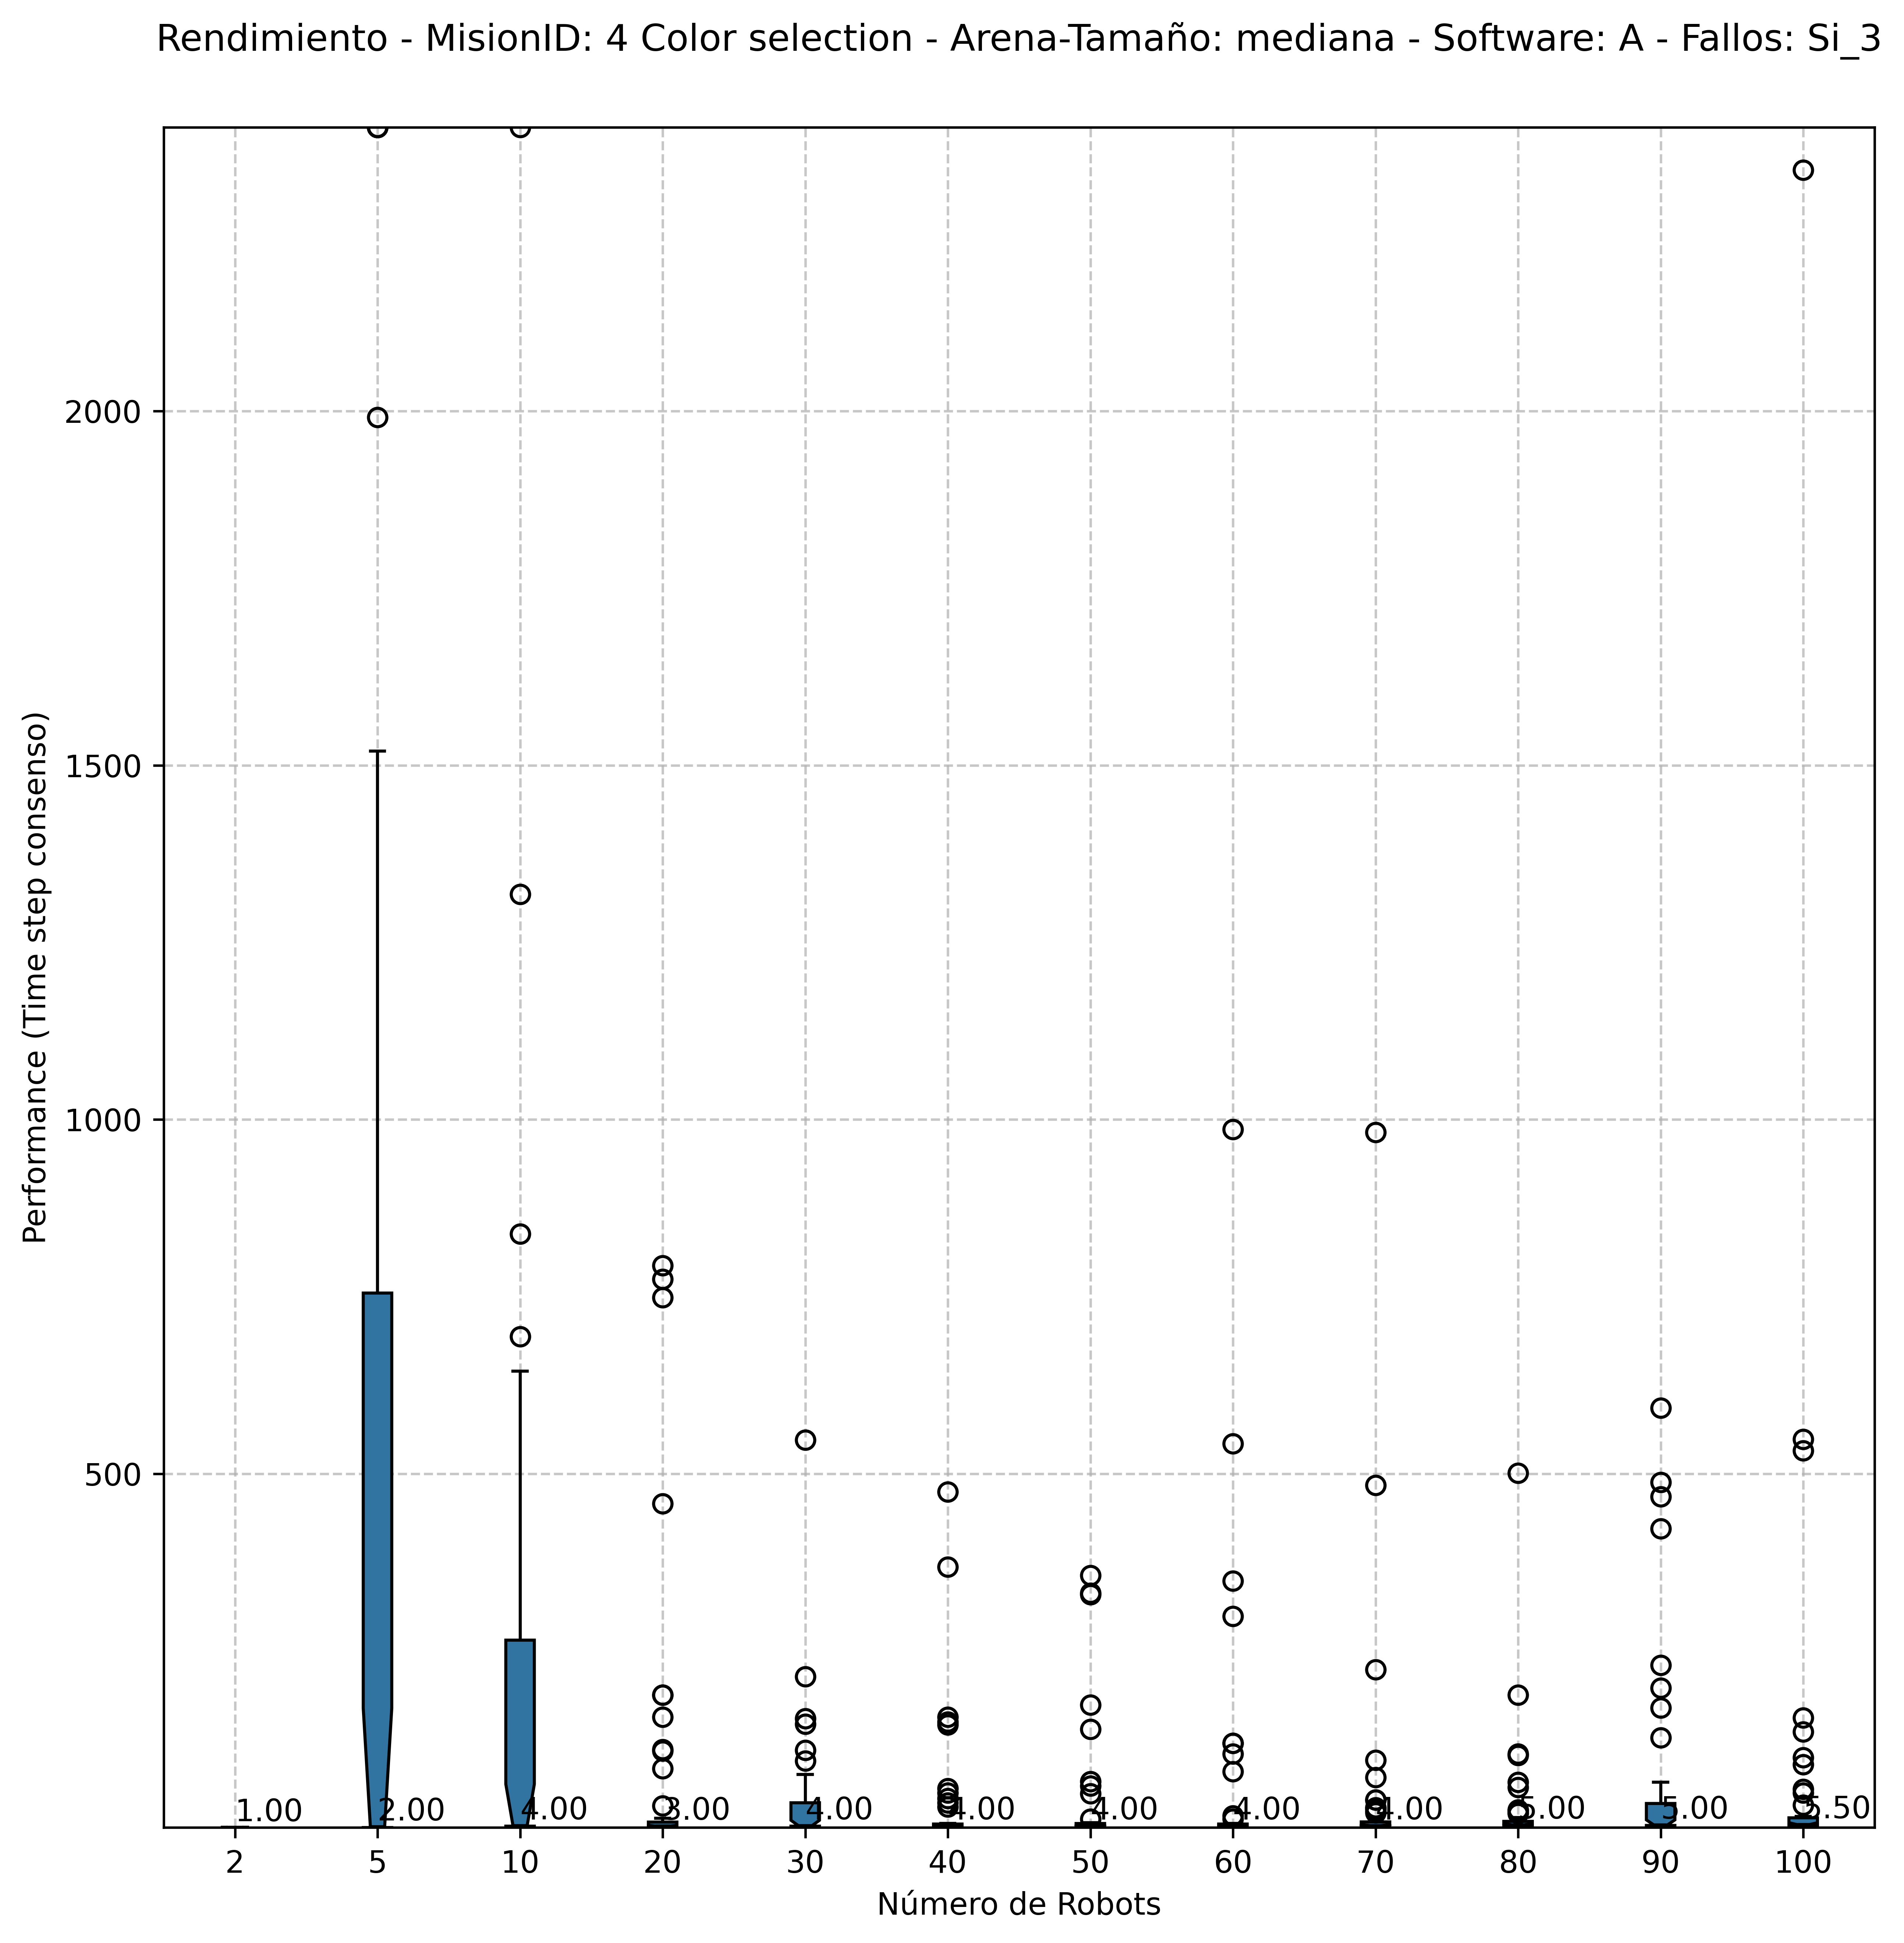 Rendimiento - MisionID: 4 Color selection - Arena-Tamaño: mediana - Software: A - Fallos: Si_3
Performance (Time step consenso)
2000
1500
1000
500
1.00 2.00 4.00 3.00 4.00 4.00 4.00 4.00 4.00 5.00 5.00 5.50
2 5 10 20 30 40 50 60 70 80 90 100
Número de Robots